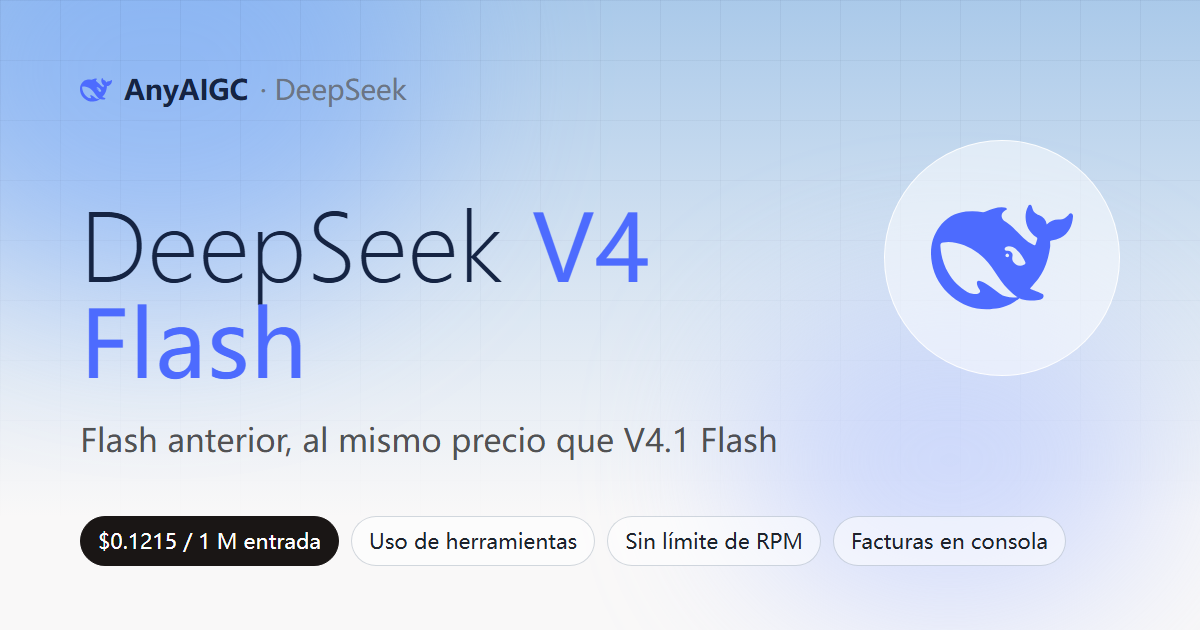 AnyAIGC · DeepSeek
DeepSeek V4
Flash
Flash anterior, al mismo precio que V4.1 Flash
$0.1215 / 1 M entrada
Uso de herramientas
Sin límite de RPM
Facturas en consola